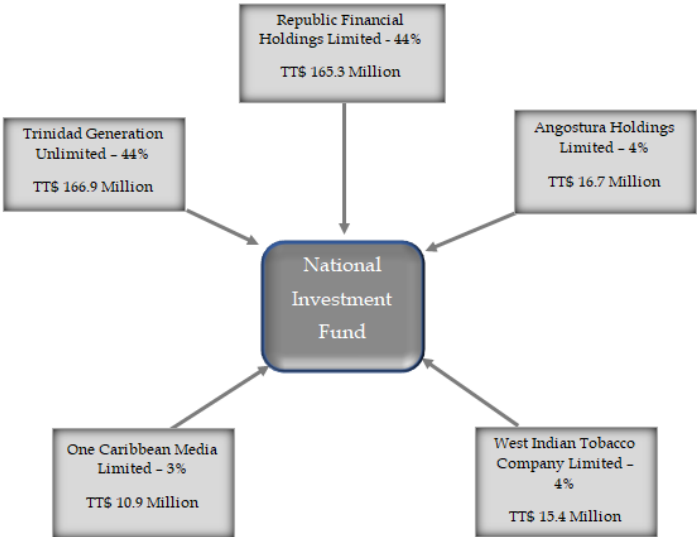 Republic Financial
Holdings Limited - 44%
TT$ 165.3 Million
Trinidad Generation
Unlimited – 44%
TT$ 166.9 Million
Angostura Holdings
Limited – 4%
TT$ 16.7 Million
National
Investment
Fund
One Caribbean Media
Limited – 3%
TT$ 10.9 Million
West Indian Tobacco
Company Limited –
4%
TT$ 15.4 Million